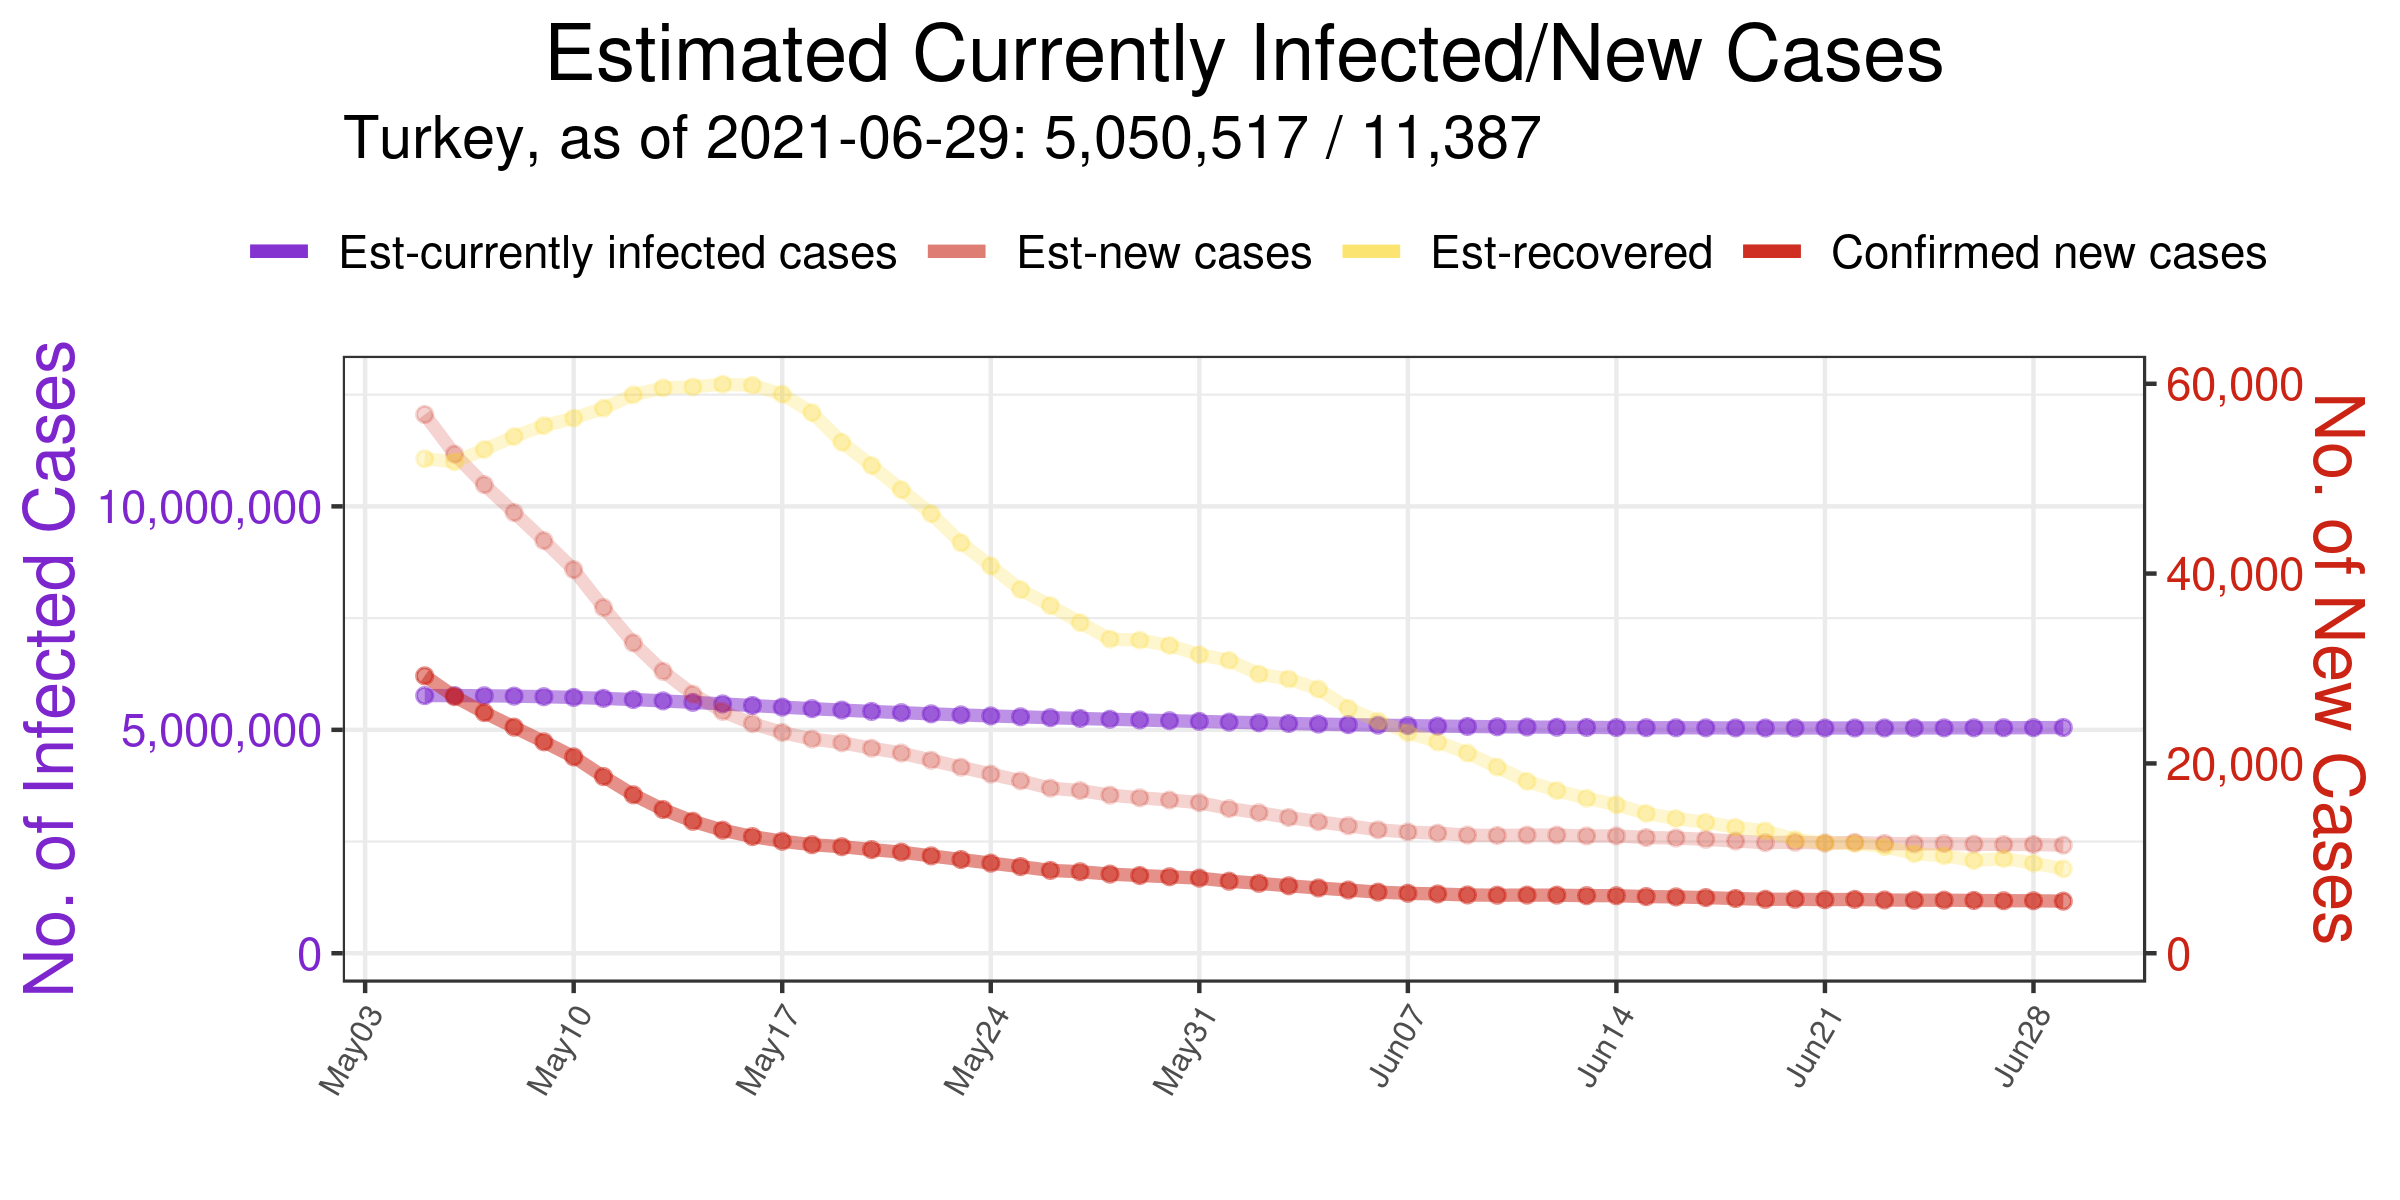 Estimated Currently Infected/New Cases
Turkey, as of 2021-06-29: 5,050,517 / 11,387
Est-currently infected cases Est-new cases Est-recovered Confirmed new cases
No. of Infected Cases
10,000,000
5,000,000
0
60,000
40,000
20,000
0
No. of New Cases
May03 May10 May17 May24 May31 Jun07 Jun14 Jun21 Jun28